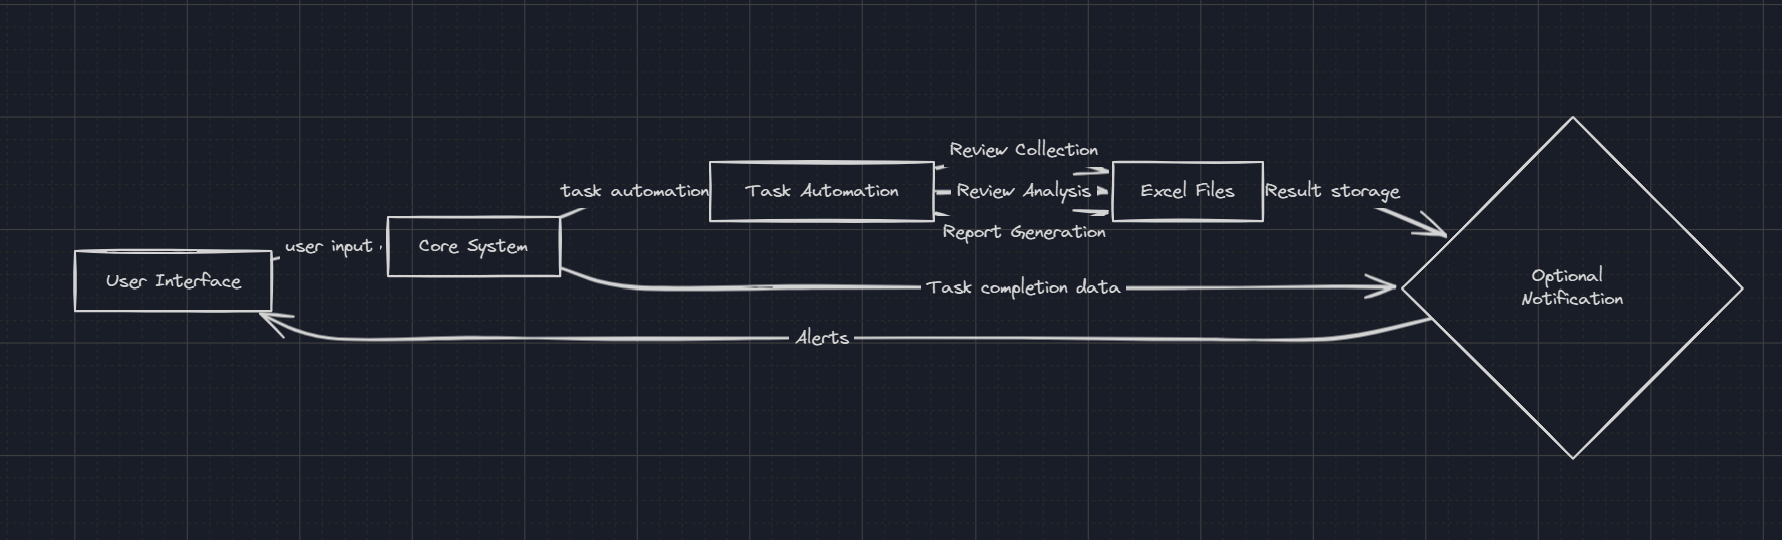 Review Collection
task automation
Task Automation
Review Analysis
Excel Files
Result storage
Report Generation
user input
Core System
User Interface
Optional
Notification
Task completion data
Alerts